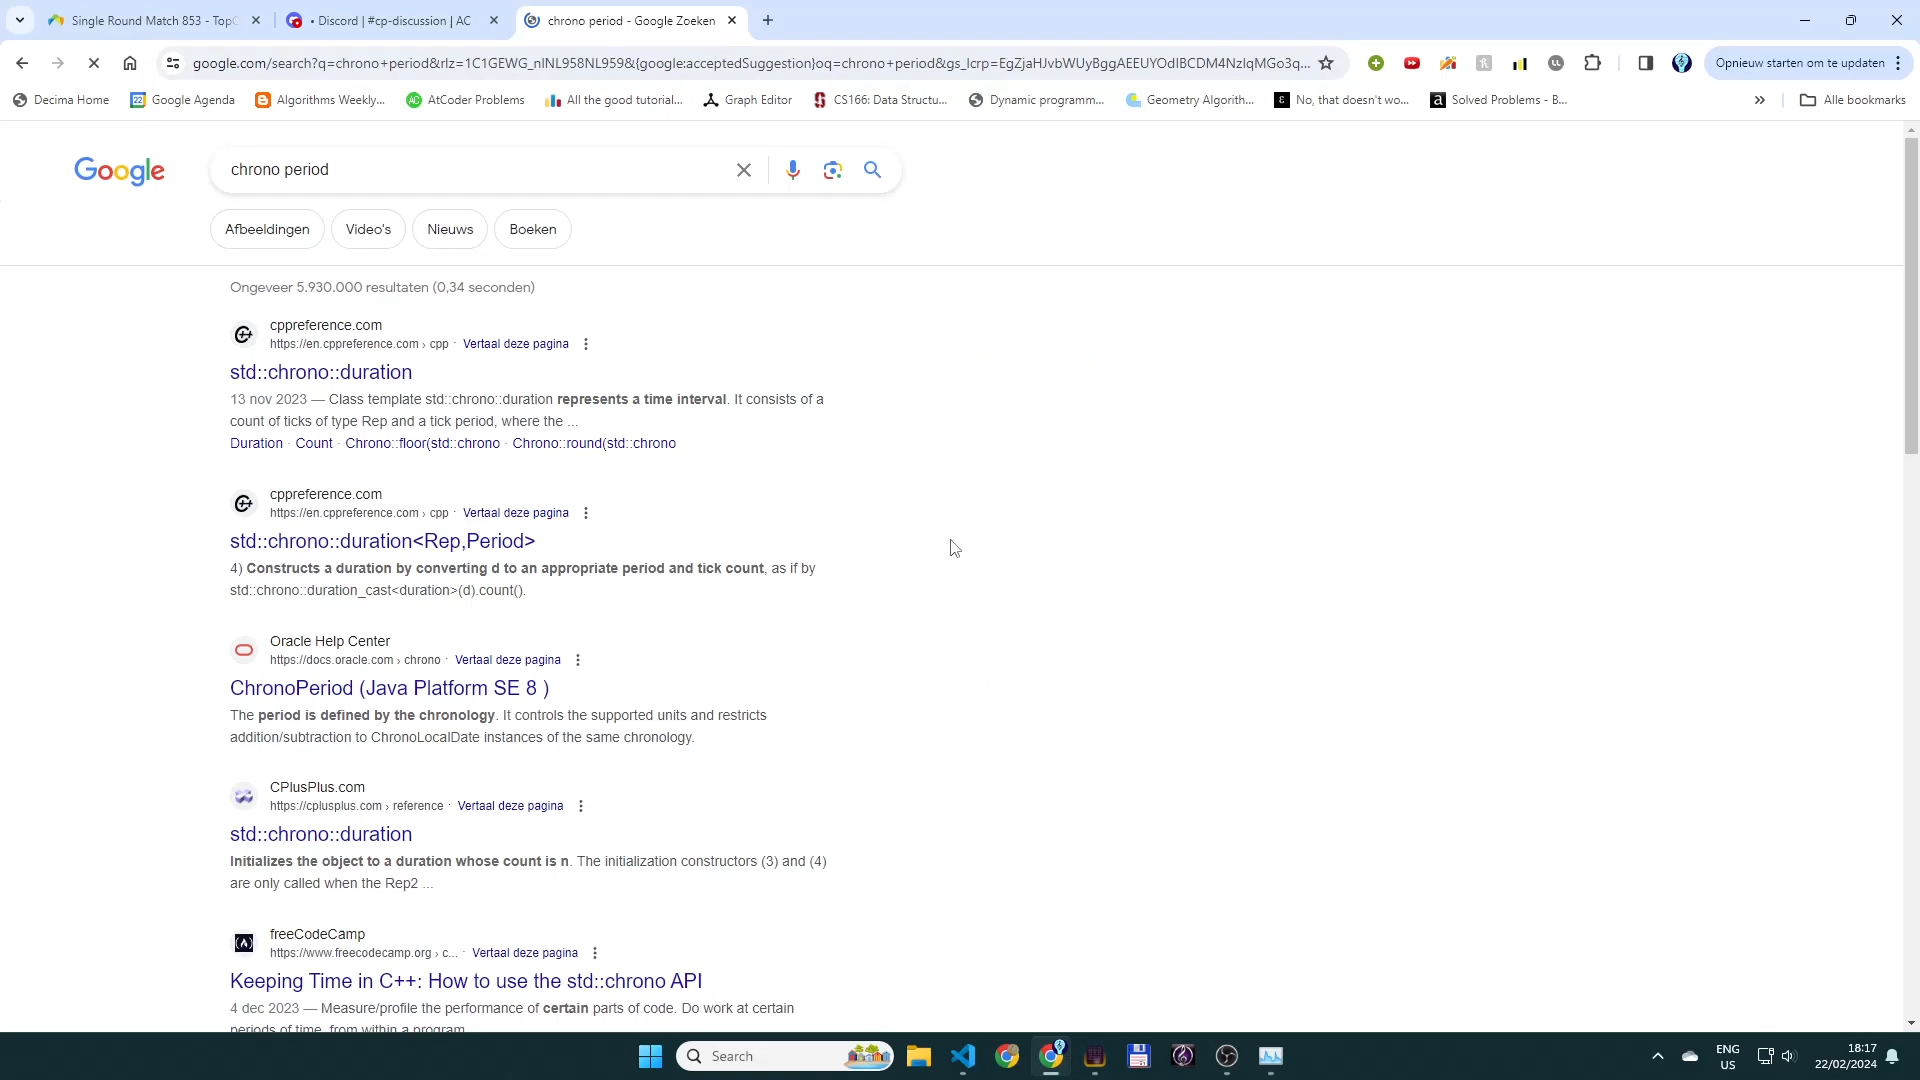 Single Round Match 853 - TopC
• Discord | #cp-discussion | AC
chrono period - Google Zoeken
google.com/search?q=chrono+period&rlz=1C1GEWG_nlNL958NL959&{google:acceptedSuggestion}oq=chrono+period&gs_lcrp=EgZjaHJvbWUyBggAEEUYOdIBCDM4NzlqMGo3q...
Opnieuw starten om te updaten
Decima Home
Google Agenda
Algorithms Weekly...
AtCoder Problems
All the good tutorial...
Graph Editor
CS166: Data Structu...
Dynamic programm...
Geometry Algorith...
No, that doesn't wo...
Solved Problems - B...
Alle bookmarks
Google
chrono period
Afbeeldingen
Video's
Nieuws
Boeken
Ongeveer 5.930.000 resultaten (0,34 seconden)
cppreference.com
https://en.cppreference.com › cpp · Vertaal deze pagina
std::chrono::duration
13 nov 2023 — Class template std::chrono::duration represents a time interval. It consists of a
count of ticks of type Rep and a tick period, where the ...
Duration · Count · Chrono::floor(std::chrono · Chrono::round(std::chrono
cppreference.com
https://en.cppreference.com › cpp · Vertaal deze pagina
std::chrono::duration<Rep,Period>
4) Constructs a duration by converting d to an appropriate period and tick count, as if by
std::chrono::duration_cast<duration>(d).count().
Oracle Help Center
https://docs.oracle.com › chrono · Vertaal deze pagina
ChronoPeriod (Java Platform SE 8 )
The period is defined by the chronology. It controls the supported units and restricts
addition/subtraction to ChronoLocalDate instances of the same chronology.
CPlusPlus.com
https://cplusplus.com › reference · Vertaal deze pagina
std::chrono::duration
Initializes the object to a duration whose count is n. The initialization constructors (3) and (4)
are only called when the Rep2 ...
freeCodeCamp
https://www.freecodecamp.org › c... · Vertaal deze pagina
Keeping Time in C++: How to use the std::chrono API
4 dec 2023 — Measure/profile the performance of certain parts of code. Do work at certain
periods of time, from within a program.
Search
ENG
US
18:17
22/02/2024